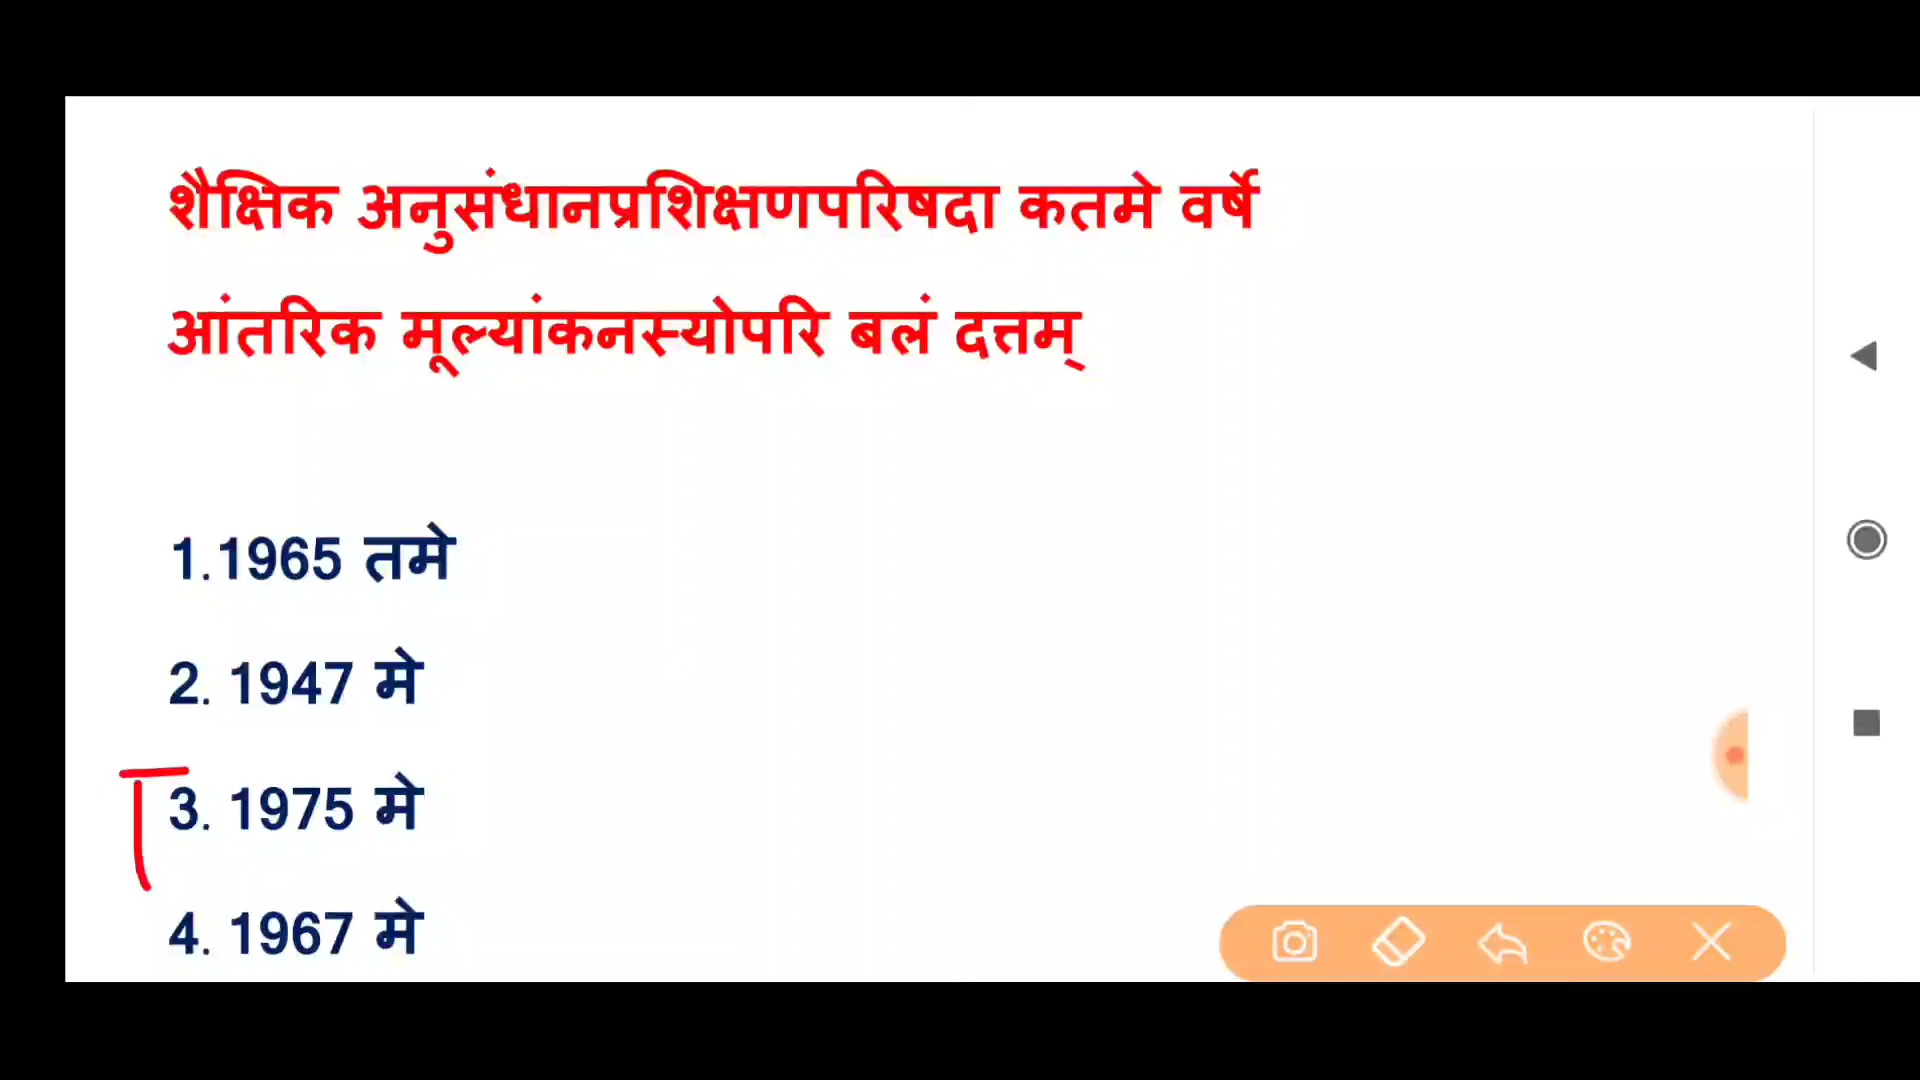 शैक्षिक अनुसंधानप्रशिक्षणपरिषदा कतमे वर्षे
आंतरिक मूल्यांकनस्योपरि बलं दत्तम्
1.1965 तमे
2. 1947 मे
3. 1975 मे
4. 1967 मे